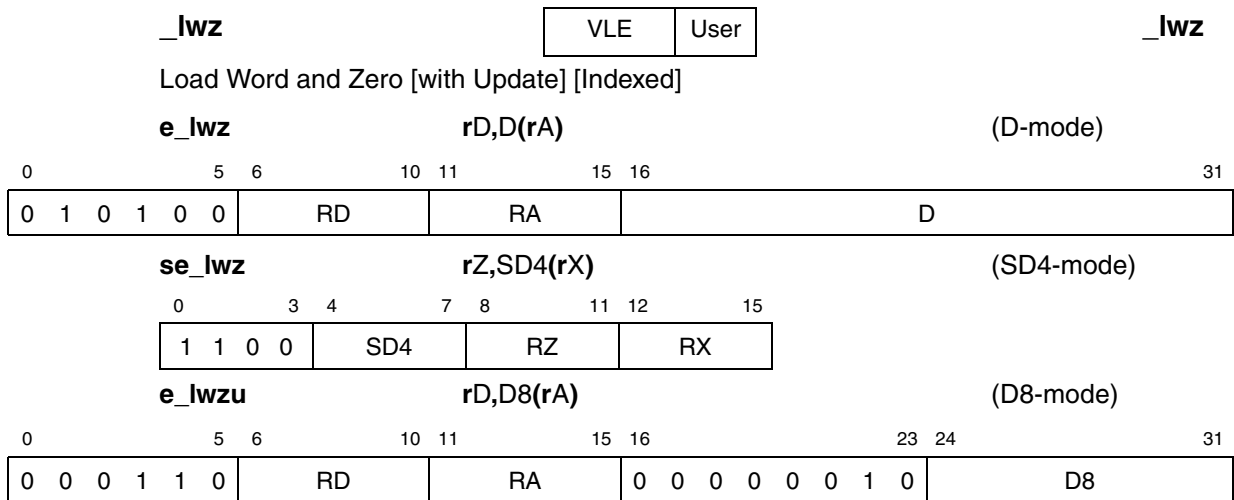 _lwz VLE User _lwz
Load Word and Zero [with Update] [Indexed]
e_lwz rD,D(rA) (D-mode)
0 5 6 10 11 15 16 31
0 1 0 1 0 0 RD RA D
se_lwz rZ,SD4(rX) (SD4-mode)
0 3 4 7 8 11 12 15
1 1 0 0 SD4 RZ RX
e_lwzu rD,D8(rA) (D8-mode)
0 5 6 10 11 15 16 23 24 31
0 0 0 1 1 0 RD RA 0 0 0 0 0 0 1 0 D8